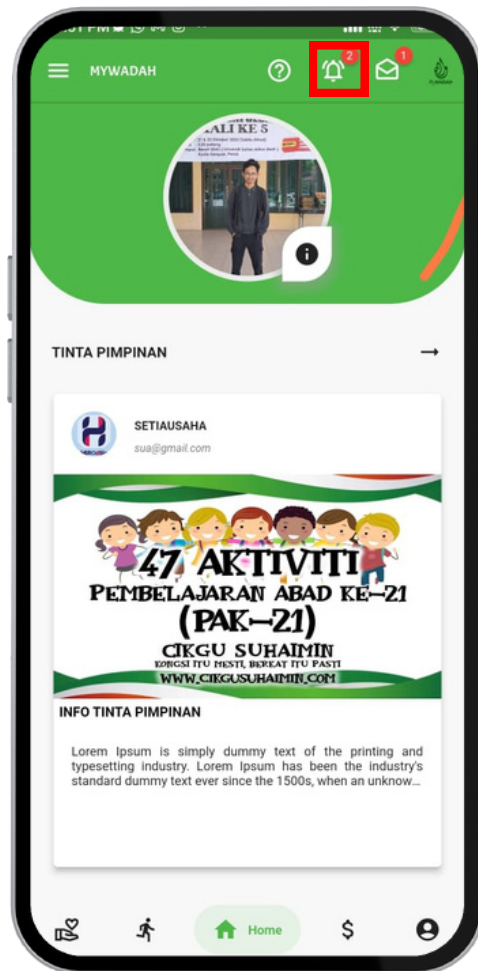 MYWADAH
2
1
ALI KE 5
TINTA PIMPINAN
SETIAUSAHA
sua@gmail.com
47 AKTIVITI
PEMBELAJARAN ABAD KE-21
(PAK-21)
CIKGU SUHAIMIN
KONGSI ITU MESTI, BERKAT ITU PASTI
WWW.CIKGUSUHAIMIN.COM
INFO TINTA PIMPINAN
Lorem Ipsum is simply dummy text of the printing and
typesetting industry. Lorem Ipsum has been the industry's
standard dummy text ever since the 1500s, when an unknow...
Home